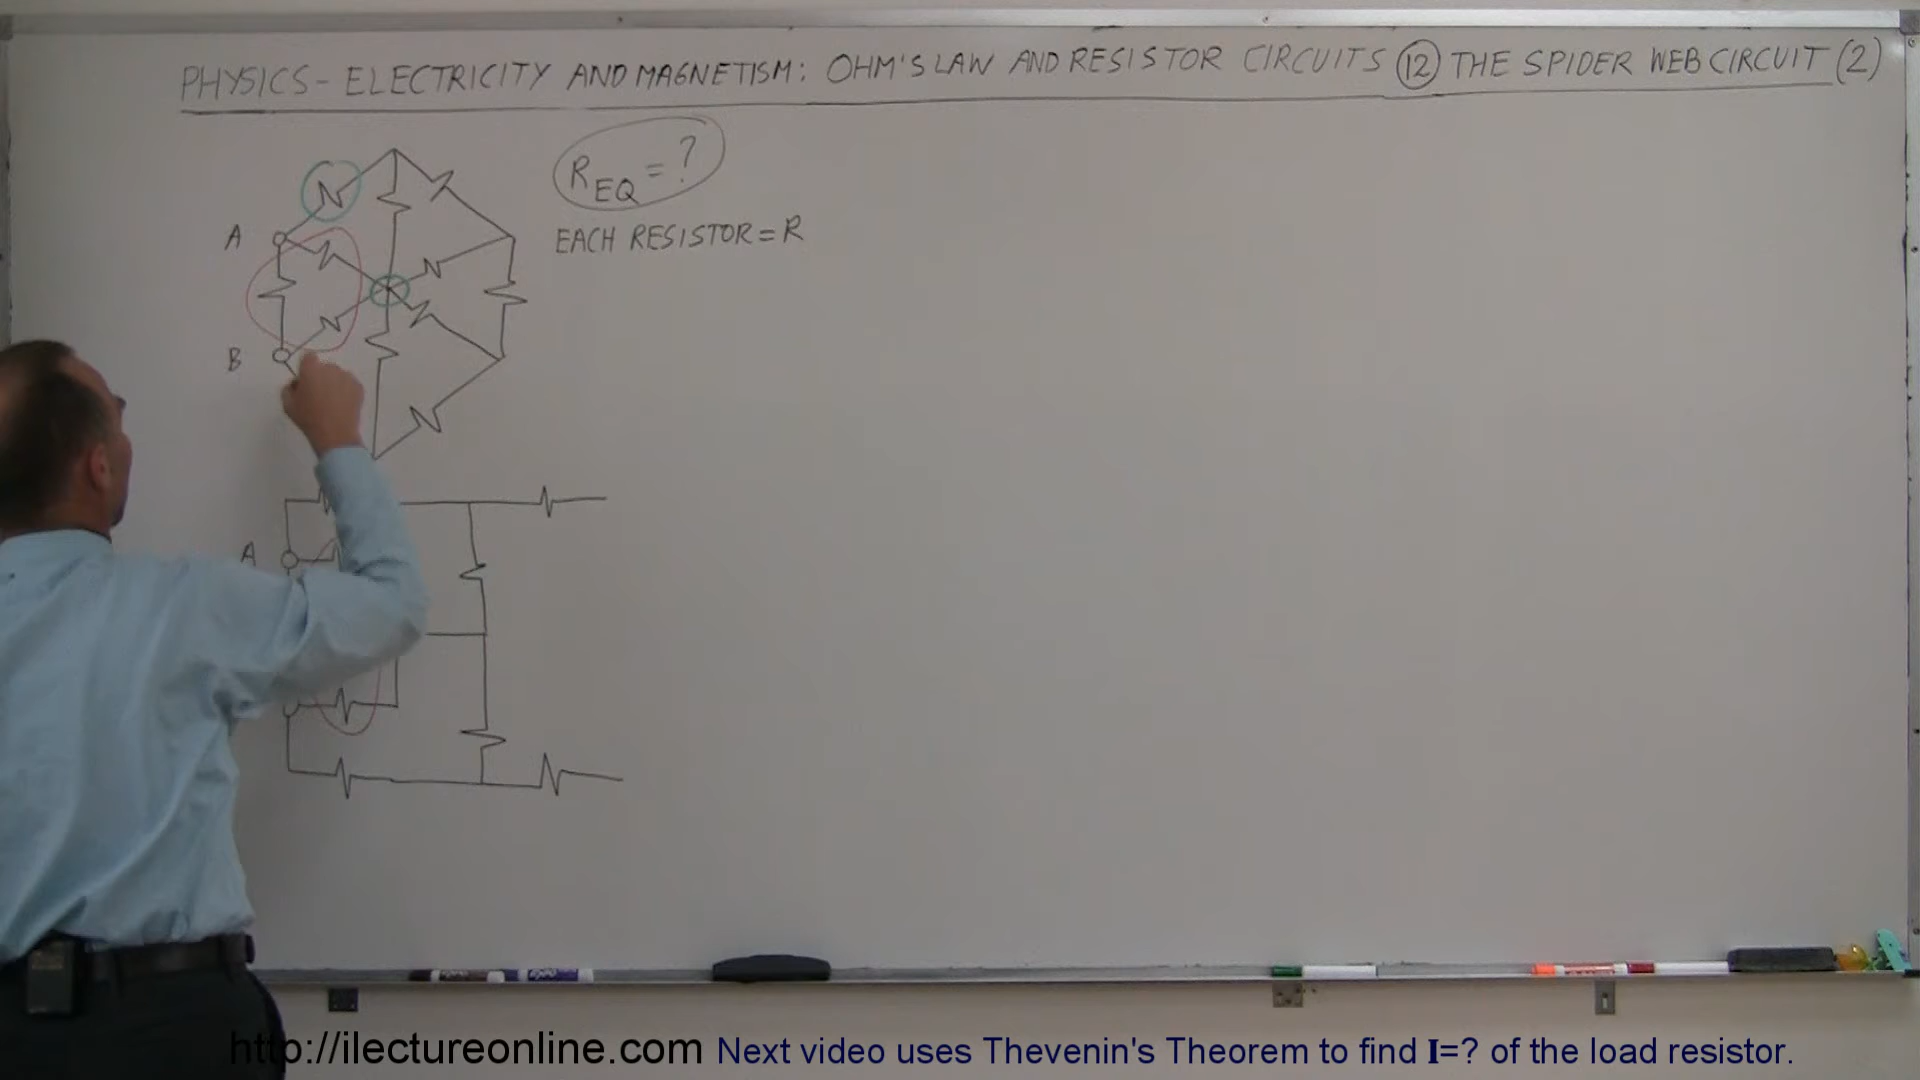 PHYSICS - ELECTRICITY AND MAGNETISM: OHM'S LAW AND RESISTOR CIRCUITS ⑫ THE SPIDER WEB CIRCUIT (2)
R_EQ = ?
EACH RESISTOR = R
A
B
A
http://ilectureonline.com Next video uses Thevenin's Theorem to find I=? of the load resistor.